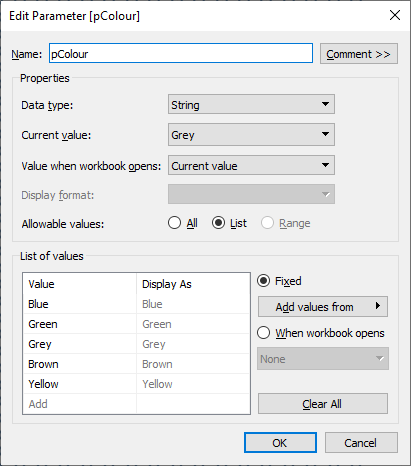 Edit Parameter [pColour]
Name: pColour Comment >>
Properties
Data type: String
Current value: Grey
Value when workbook opens: Current value
Display format:
Allowable values: All List Range
List of values
Value Display As
Blue Blue
Green Green
Grey Grey
Brown Brown
Yellow Yellow
Add
Fixed
Add values from
When workbook opens
None
Clear All
OK Cancel